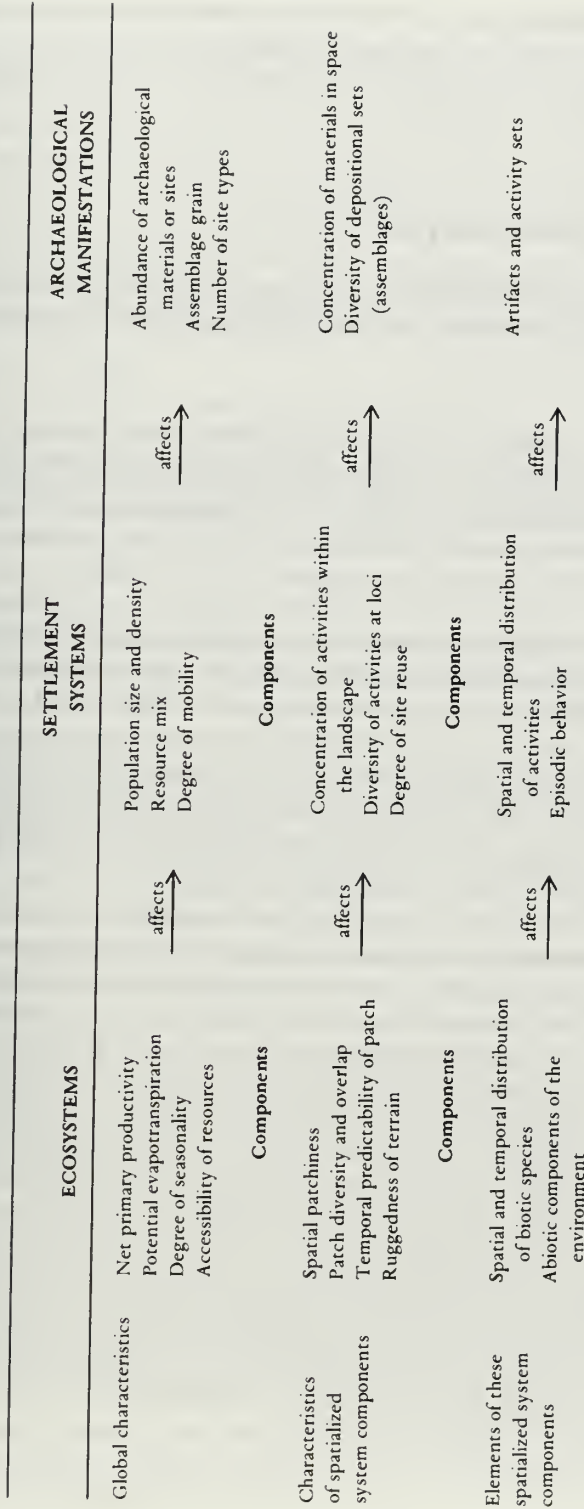 ECOSYSTEMS
SETTLEMENT
SYSTEMS
ARCHAEOLOGICAL
MANIFESTATIONS
Global characteristics
Net primary productivity
Potential evapotranspiration
Degree of seasonality
Accessibility of resources
affects
Population size and density
Resource mix
Degree of mobility
affects
Abundance of archaeological
materials or sites
Assemblage grain
Number of site types
Components
Components
Characteristics
of spatialized
system components
Spatial patchiness
Patch diversity and overlap
Temporal predictability of patch
Ruggedness of terrain
affects
Concentration of activities within
the landscape
Diversity of activities at loci
Degree of site reuse
affects
Concentration of materials in space
Diversity of depositional sets
(assemblages)
Components
Components
Elements of these
spatialized system
components
Spatial and temporal distribution
of biotic species
Abiotic components of the
environment
affects
Spatial and temporal distribution
of activities
Episodic behavior
affects
Artifacts and activity sets